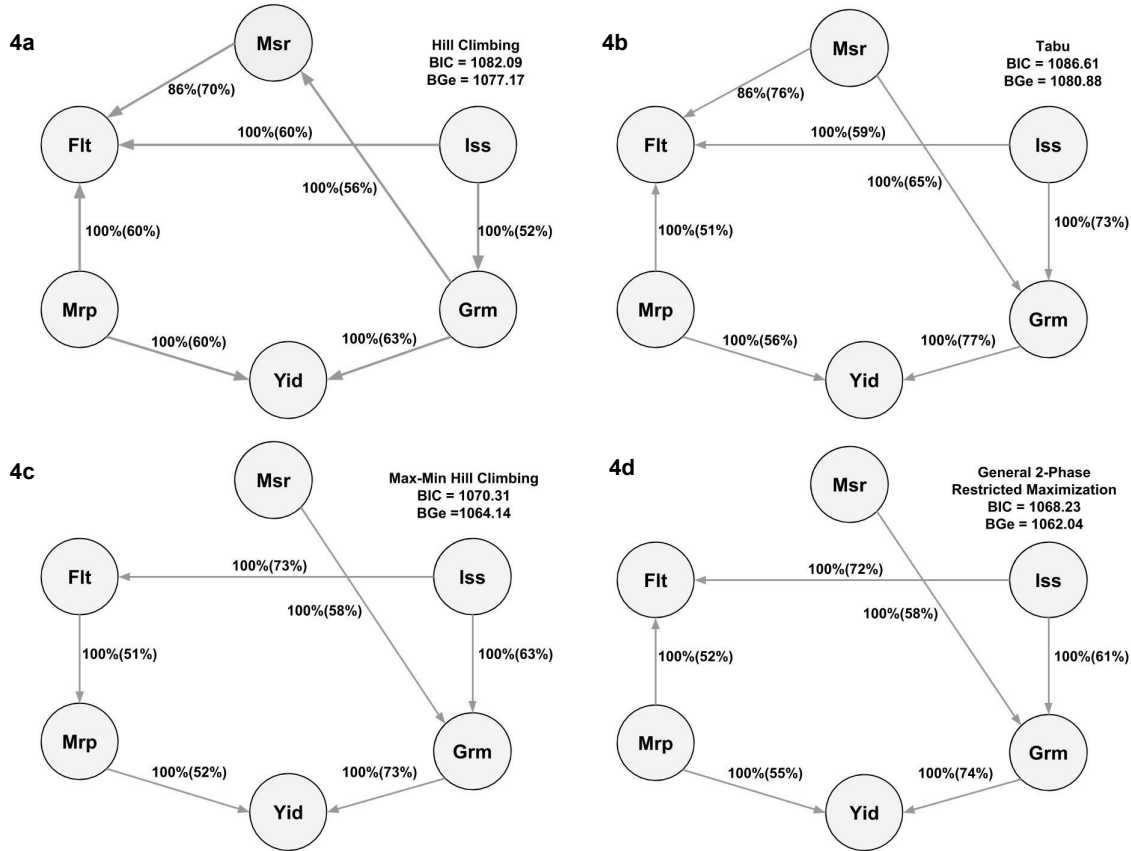 4a
Msr
Hill Climbing
BIC = 1082.09
BGe = 1077.17
86%(70%)
100%(60%)
Flt
Iss
100%(56%)
100%(60%)
100%(52%)
Mrp
Grm
100%(60%)
100%(63%)
Yid
4b
Msr
Tabu
BIC = 1086.61
BGe = 1080.88
86%(76%)
100%(59%)
Flt
Iss
100%(65%)
100%(51%)
100%(73%)
Mrp
Grm
100%(56%)
100%(77%)
Yid
4c
Msr
Max-Min Hill Climbing
BIC = 1070.31
BGe =1064.14
100%(73%)
Flt
Iss
100%(58%)
100%(51%)
100%(63%)
Mrp
Grm
100%(52%)
100%(73%)
Yid
4d
Msr
General 2-Phase
Restricted Maximization
BIC = 1068.23
BGe = 1062.04
100%(72%)
Flt
Iss
100%(58%)
100%(52%)
100%(61%)
Mrp
Grm
100%(55%)
100%(74%)
Yid